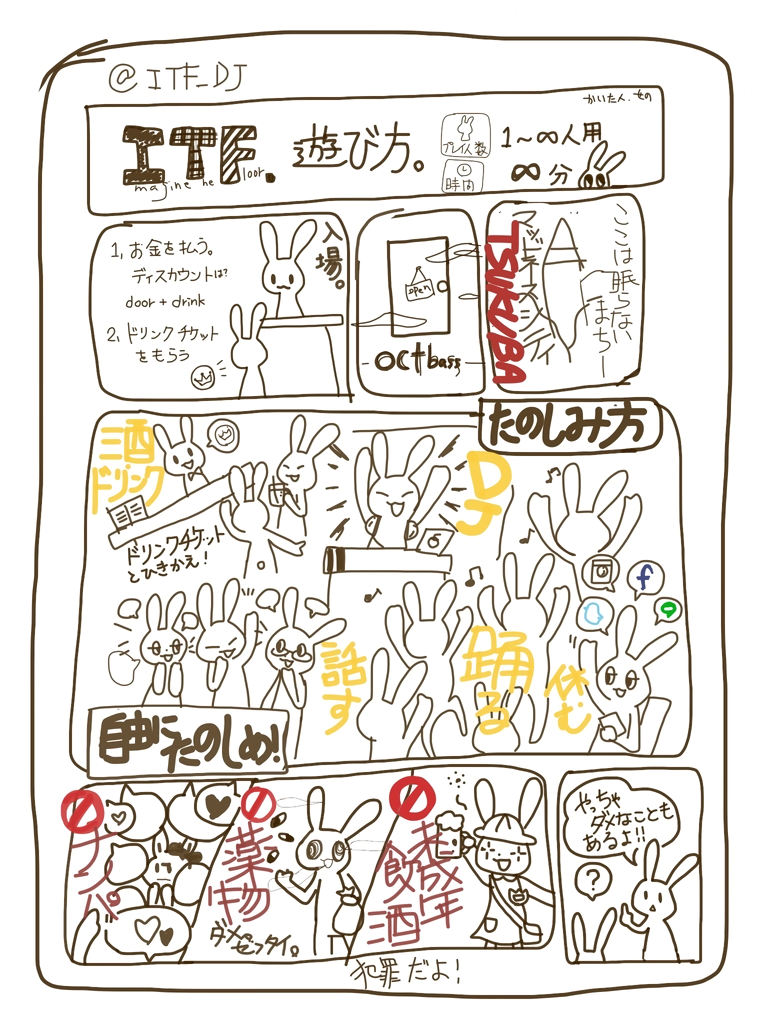 @ITF_DJ
かいた人.その
ITF. 遊び方。
magine he loor
プレイ人数
1〜∞人用
時間
∞分
1, お金を払う。
ディスカウントは?
door + drink
2, ドリンクチケット
をもらう
入場。
open
octbass
ここは眠らない
まちー
マッドネスシティ
TSUKUBA
たのしみ方
酒
ドリンク
ドリンクチケット
とひきかえ!
DJ
話す
踊る
休む
自由にたのしめ!
ナンパ
薬物
ダメゼッタイ。
未成年
飲酒
犯罪だよ!
やっちゃ
ダメなことも
あるよ!!
?